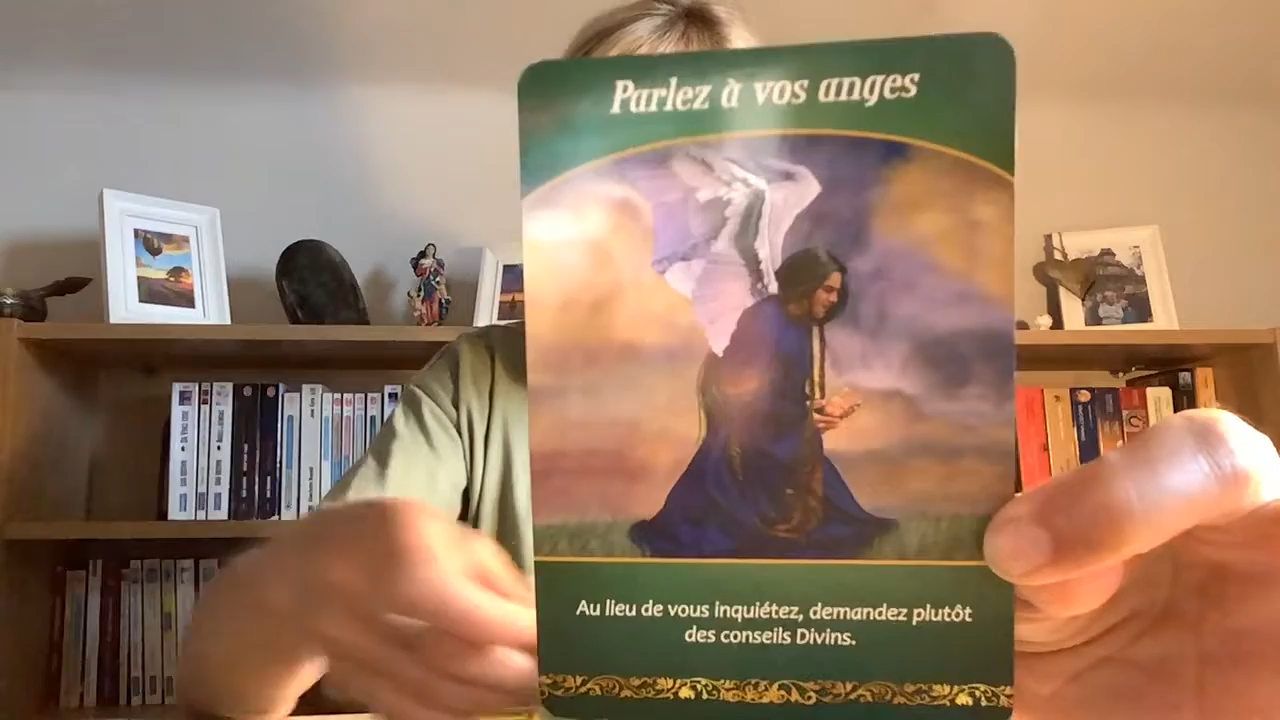 Parlez à vos anges
Au lieu de vous inquiétez, demandez plutôt
des conseils Divins.